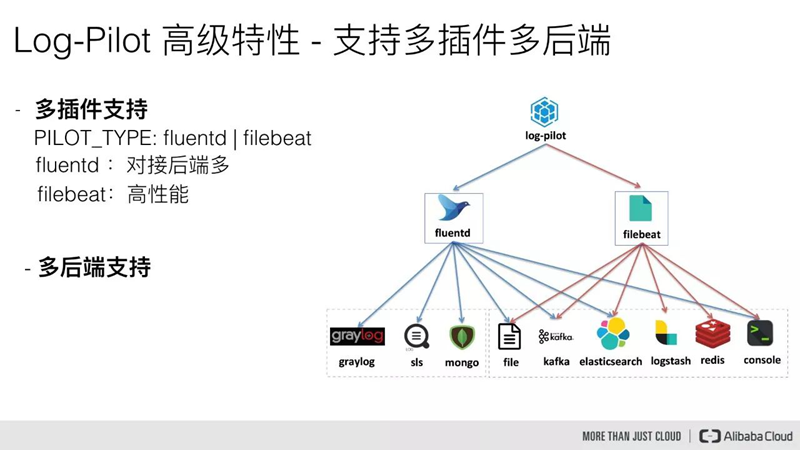 Log-Pilot 高级特性 - 支持多插件多后端
- 多插件支持
PILOT_TYPE: fluentd | filebeat
fluentd： 对接后端多
filebeat： 高性能
- 多后端支持
log-pilot
fluentd
filebeat
graylog
kafka
graylog
sls
mongo
file
kafka
elasticsearch
logstash
redis
console
MORE THAN JUST CLOUD | Alibaba Cloud